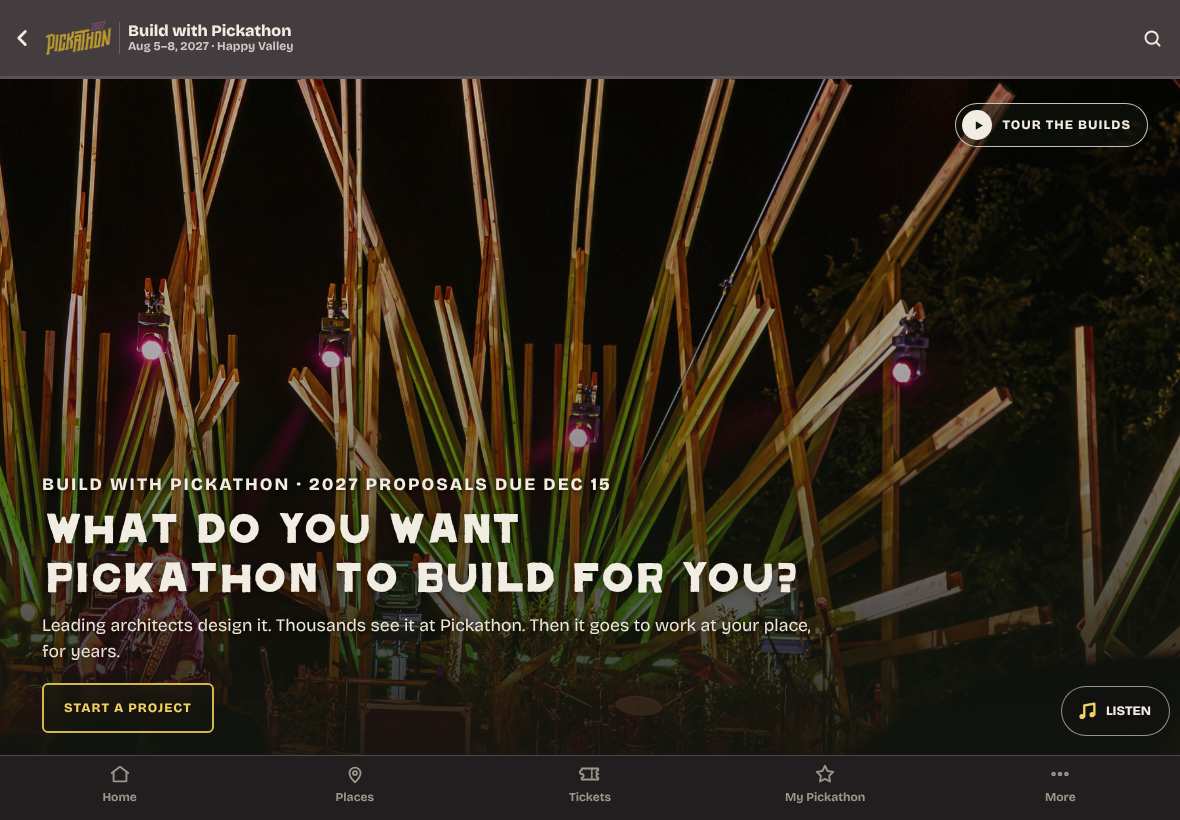 PICKATHON
Build with Pickathon
Aug 5–8, 2027 · Happy Valley
TOUR THE BUILDS
BUILD WITH PICKATHON · 2027 PROPOSALS DUE DEC 15
WHAT DO YOU WANT
PICKATHON TO BUILD FOR YOU?
Leading architects design it. Thousands see it at Pickathon. Then it goes to work at your place,
for years.
START A PROJECT
LISTEN
Home
Places
Tickets
My Pickathon
More